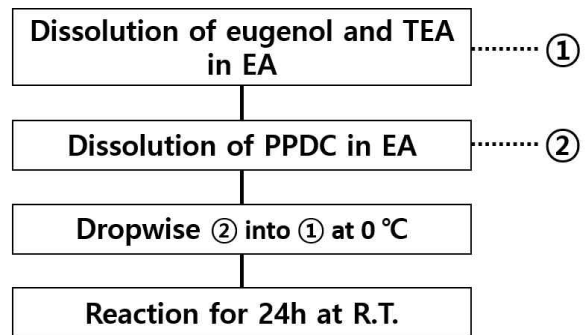 Dissolution of eugenol and TEA
in EA
①
Dissolution of PPDC in EA
②
Dropwise ② into ① at 0 ℃
Reaction for 24h at R.T.